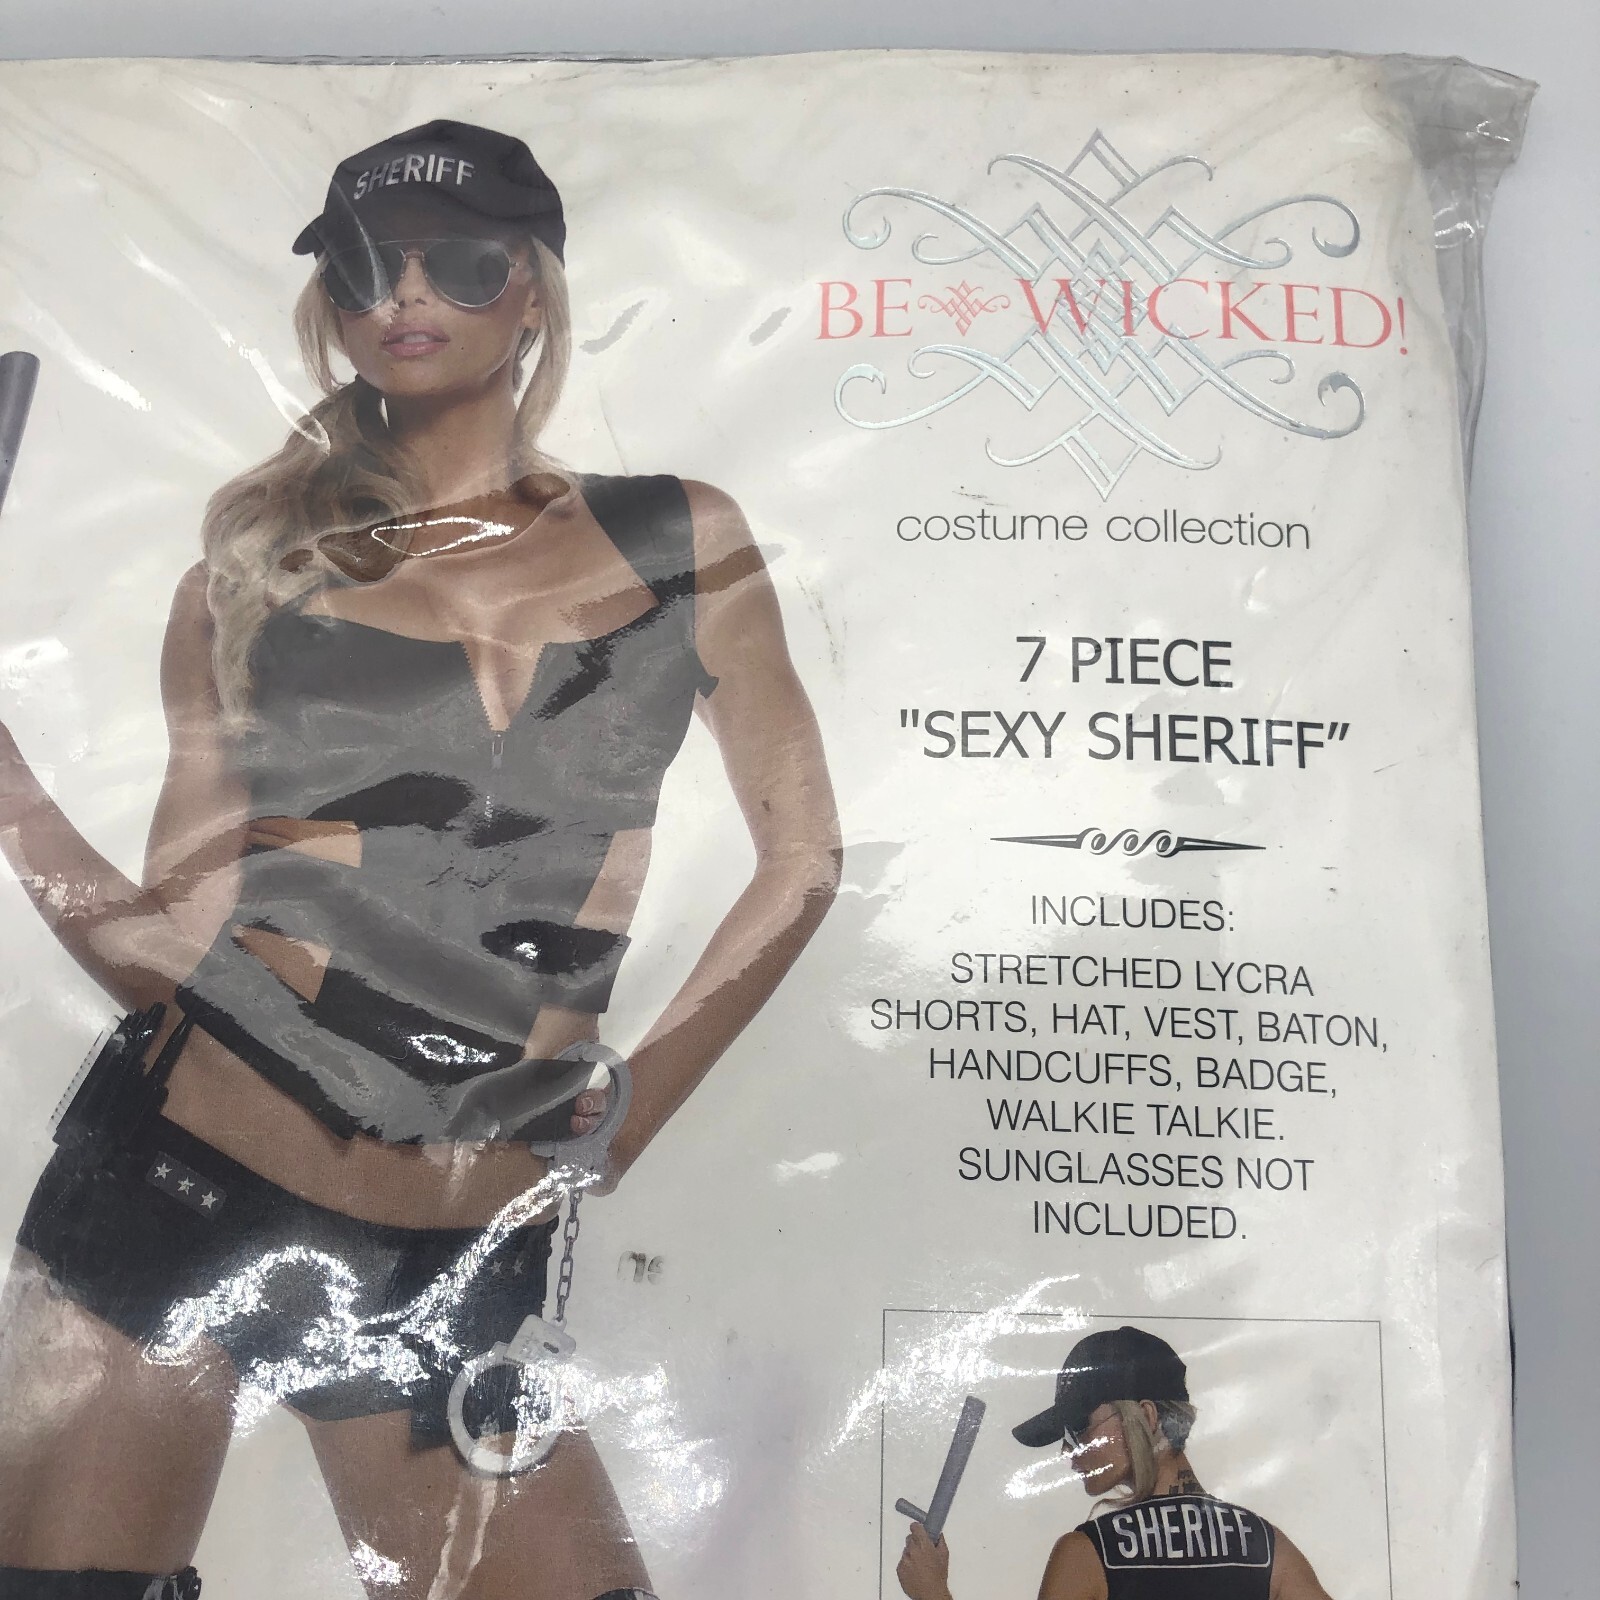 SHERIFF
BE WICKED!
costume collection
7 PIECE
"SEXY SHERIFF”
INCLUDES:
STRETCHED LYCRA
SHORTS, HAT, VEST, BATON,
HANDCUFFS, BADGE,
WALKIE TALKIE.
SUNGLASSES NOT
INCLUDED.
SHERIFF